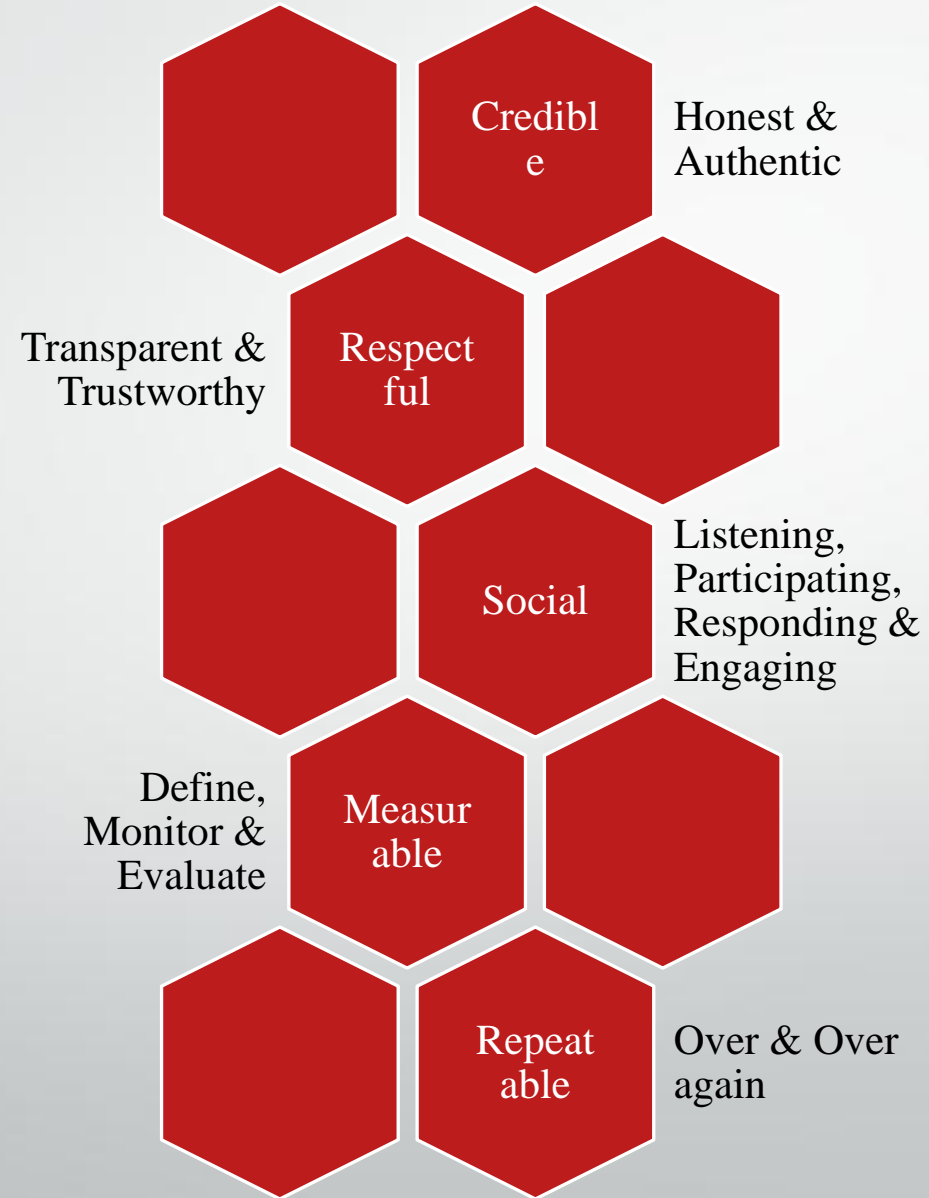 Credibl
e
Honest &
Authentic
Transparent &
Trustworthy
Respect
ful
Social
Listening,
Participating,
Responding &
Engaging
Define,
Monitor &
Evaluate
Measur
able
Repeat
able
Over & Over
again